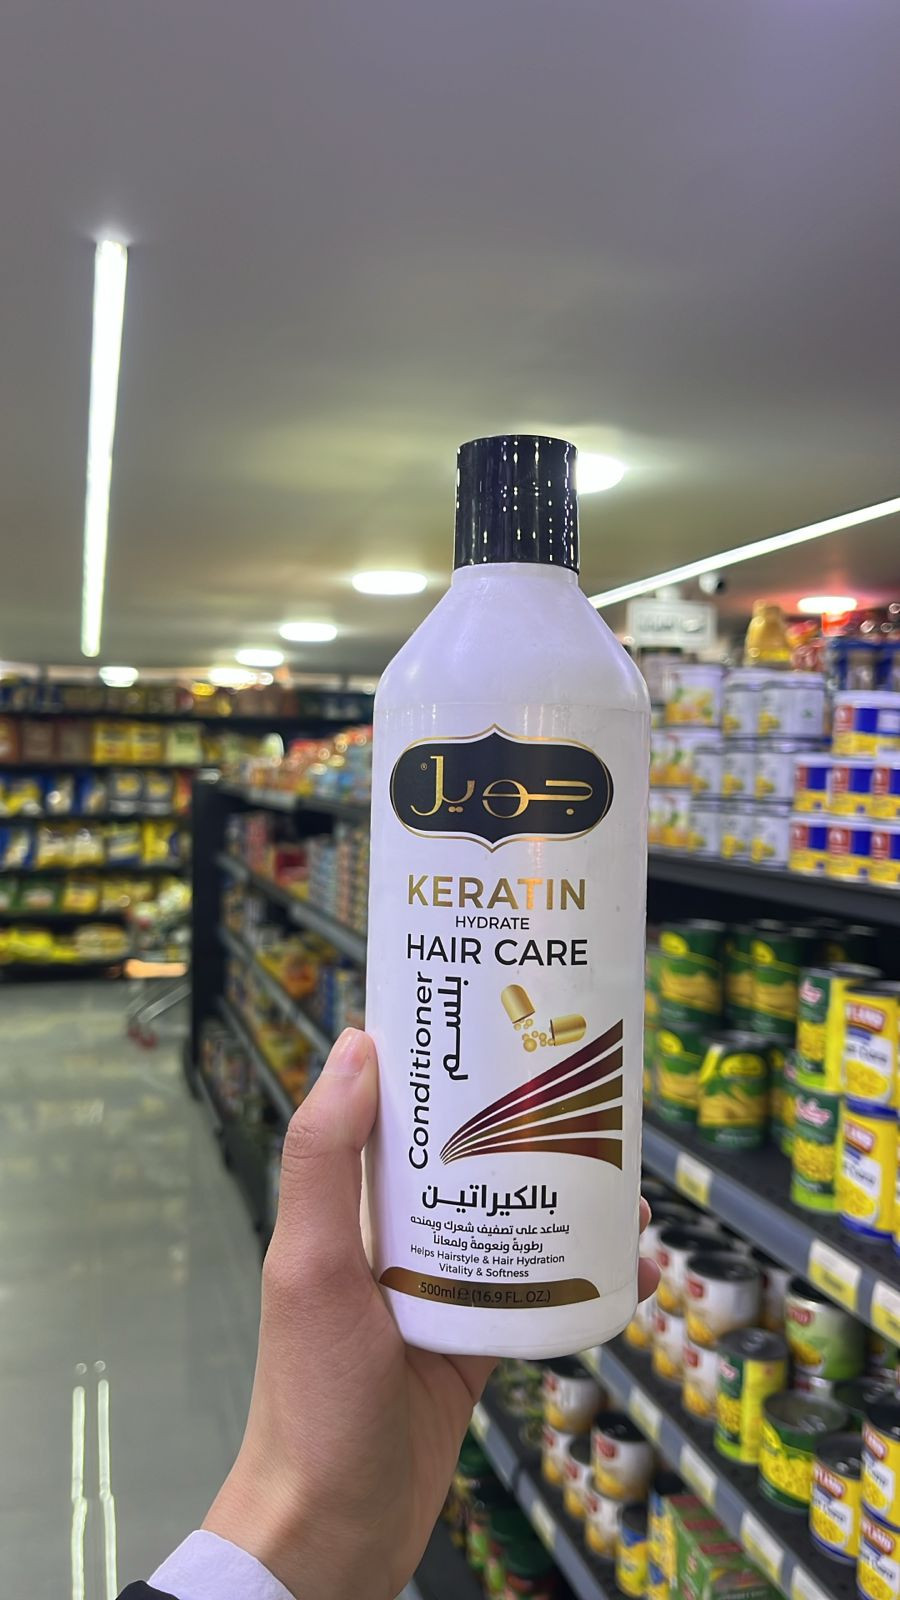 جويل
KERATIN
HYDRATE
HAIR CARE
Conditioner
بلسم
بالكيراتين
يساعد على تصفيف شعرك ويمنحه
رطوبةً ونعومةً ولمعاناً
Helps Hairstyle & Hair Hydration
Vitality & Softness
500ml e (16.9 FL. OZ.)